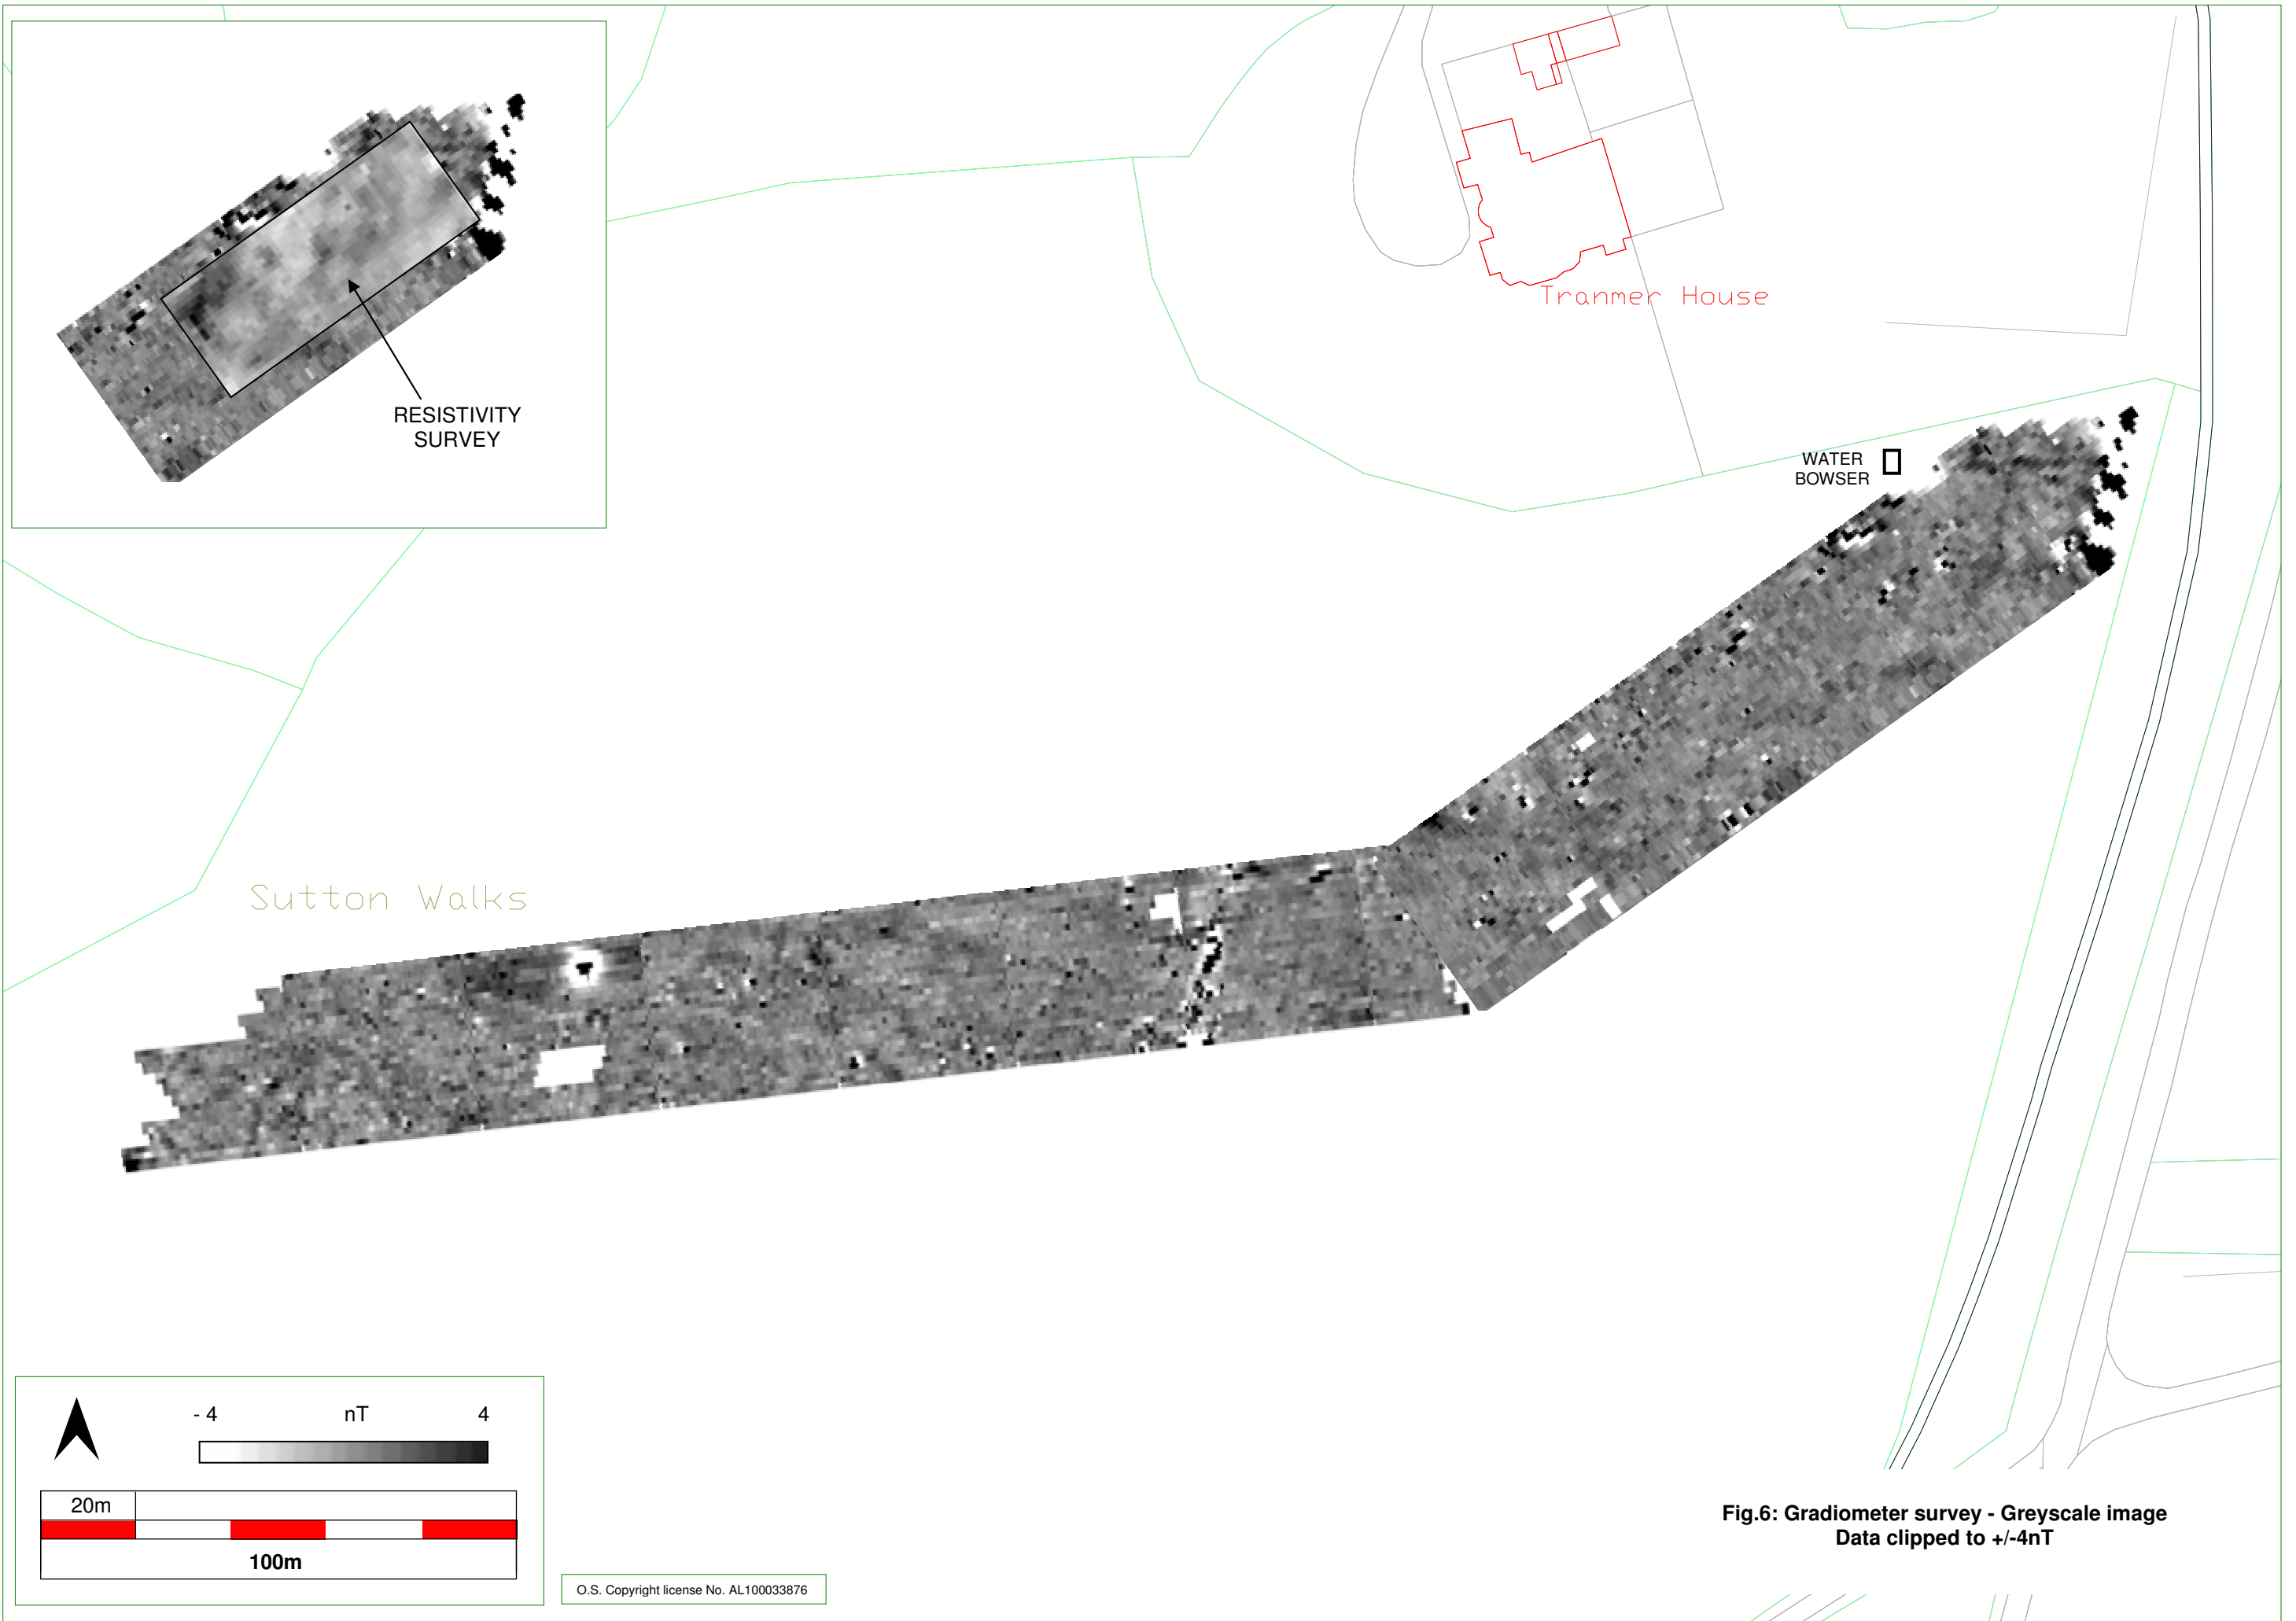 RESISTIVITY
SURVEY
Tranmer House
WATER
BOWSER
Sutton Walks
- 4 nT 4
20m
100m
O.S. Copyright license No. AL100033876
Fig.6: Gradiometer survey - Greyscale image
Data clipped to +/-4nT